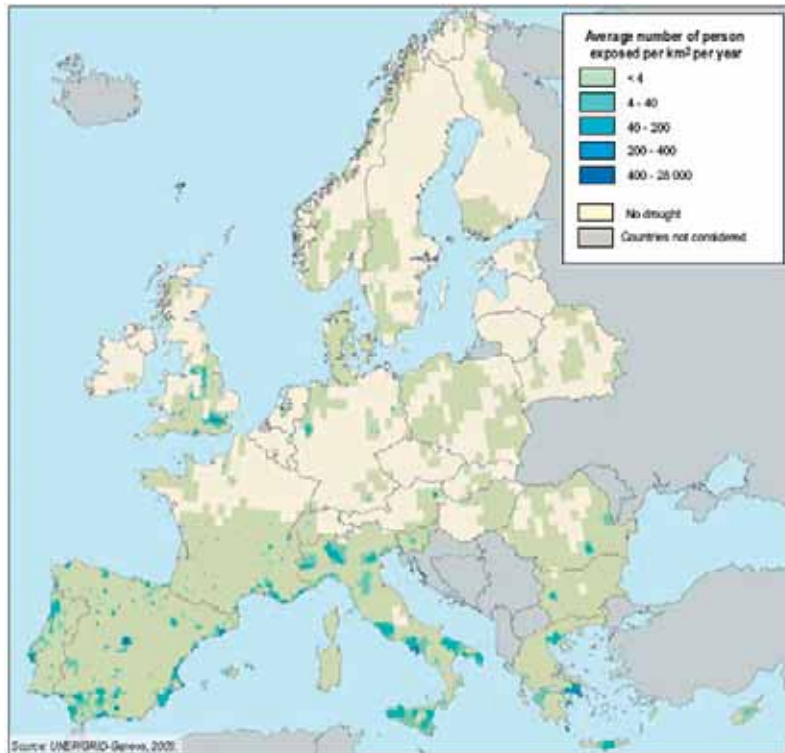 Average number of person
exposed per km² per year
< 4
4 - 40
40 - 200
200 - 400
400 - 28 000
No drought
Countries not considered
Source: UNEP/GRID-Geneva, 2005.